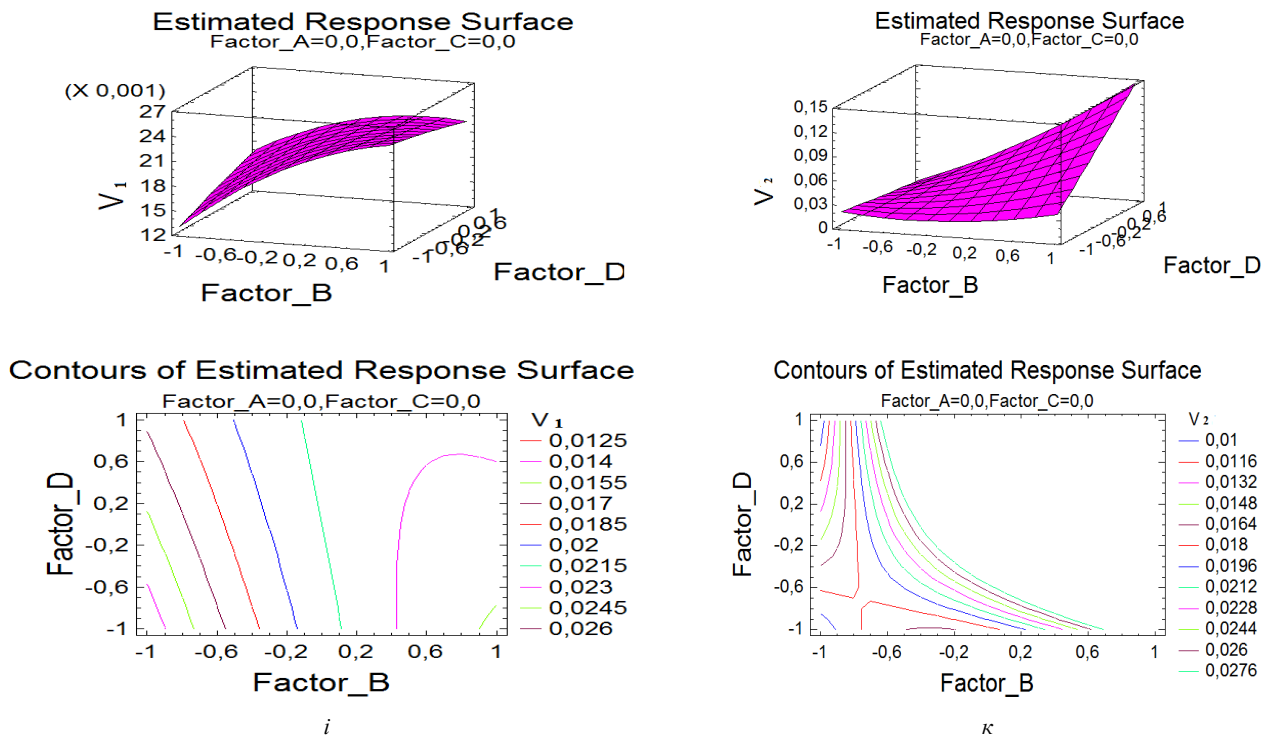 Estimated Response Surface
Factor_A=0,0,Factor_C=0,0
(X 0,001)
27
24
21
18
15
12
V 1
-1 -0,6 -0,2 0,2 0,6 1
Factor_B
-1
Factor_D
Estimated Response Surface
Factor_A=0,0,Factor_C=0,0
0,15
0,12
0,09
0,06
0,03
0
V 2
-1 -0,6 -0,2 0,2 0,6 1
Factor_B
-1
Factor_D
Contours of Estimated Response Surface
Factor_A=0,0,Factor_C=0,0
1
0,6
0,2
-0,2
-0,6
-1
Factor_D
-1 -0,6 -0,2 0,2 0,6 1
Factor_B
V 1
0,0125
0,014
0,0155
0,017
0,0185
0,02
0,0215
0,023
0,0245
0,026
i
Contours of Estimated Response Surface
Factor_A=0,0,Factor_C=0,0
1
0,6
0,2
-0,2
-0,6
-1
Factor_D
-1 -0,6 -0,2 0,2 0,6 1
Factor_B
V 2
0,01
0,0116
0,0132
0,0148
0,0164
0,018
0,0196
0,0212
0,0228
0,0244
0,026
0,0276
к